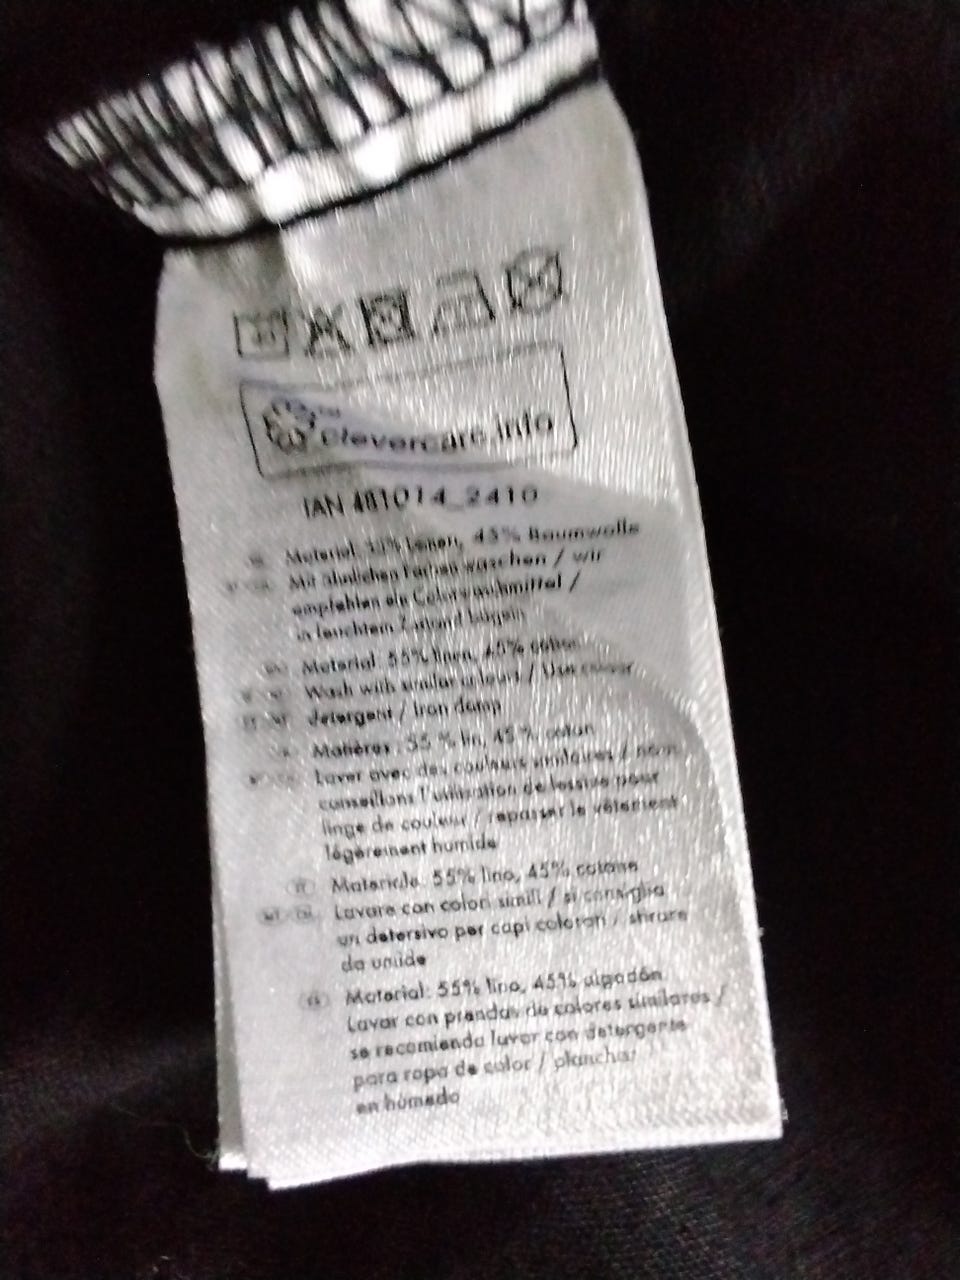 clevercare.info
IAN 481014_2410
Material: 55% Leinen, 45% Baumwolle
Mit ähnlichen Farben waschen / wir
empfehlen ein Colorwaschmittel /
in feuchtem Zustand bügeln
Material: 55% linen, 45% cotton
Wash with similar colours / Use colour
detergent / Iron damp
Matières : 55 % lin, 45 % coton
Laver avec des couleurs similaires / nous
conseillons l'utilisation de lessive pour
linge de couleur / repasser le vêtement
légèrement humide
Materiale: 55% lino, 45% cotone
Lavare con colori simili / si consiglia
un detersivo per capi colorati / stirare
da umide
Material: 55% lino, 45% algodón
Lavar con prendas de colores similares /
se recomienda lavar con detergente
para ropa de color / planchar
en húmedo